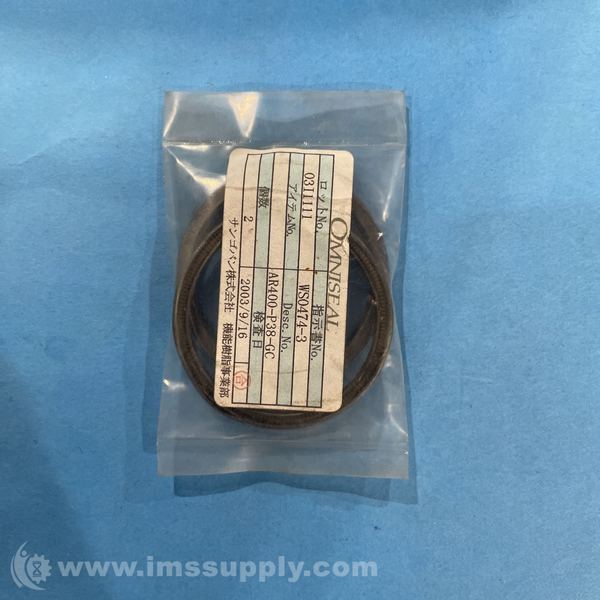 OMNISEAL
ロットNo. 指示書No.
0311111 WS0474-3
アイテムNo. Desc.No.
AR400-P38-GC
個数 検査日
2 2003/9/16 合
サンゴバン株式会社 機能樹脂事業部
www.imssupply.com